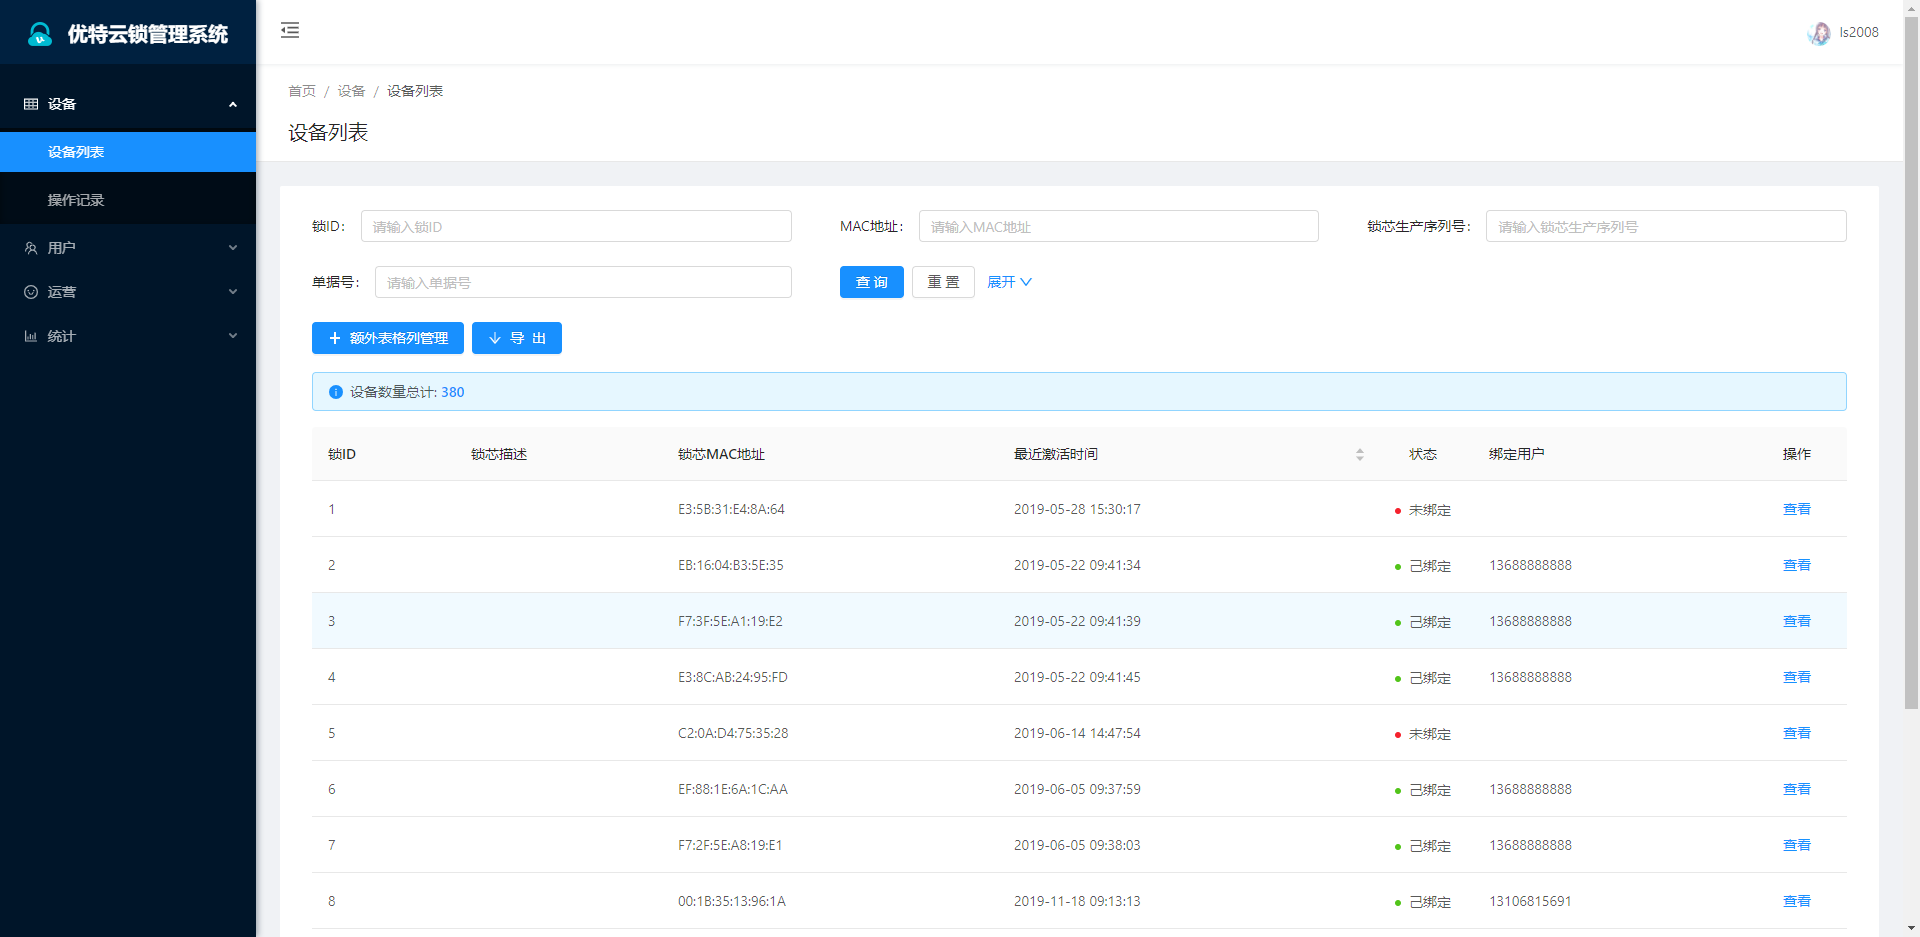 优特云锁管理系统
ls2008
设备
设备列表
操作记录
用户
运营
统计
首页 / 设备 / 设备列表
设备列表
锁ID： 请输入锁ID MAC地址： 请输入MAC地址 锁芯生产序列号： 请输入锁芯生产序列号
单据号： 请输入单据号 查 询 重 置 展开
额外表格列管理 导 出
设备数量总计: 380
锁ID 锁芯描述 锁芯MAC地址 最近激活时间 状态 绑定用户 操作
1 E3:5B:31:E4:8A:64 2019-05-28 15:30:17 未绑定 查看
2 EB:16:04:B3:5E:35 2019-05-22 09:41:34 己绑定 13688888888 查看
3 F7:3F:5E:A1:19:E2 2019-05-22 09:41:39 己绑定 13688888888 查看
4 E3:8C:AB:24:95:FD 2019-05-22 09:41:45 己绑定 13688888888 查看
5 C2:0A:D4:75:35:28 2019-06-14 14:47:54 未绑定 查看
6 EF:88:1E:6A:1C:AA 2019-06-05 09:37:59 己绑定 13688888888 查看
7 F7:2F:5E:A8:19:E1 2019-06-05 09:38:03 己绑定 13688888888 查看
8 00:1B:35:13:96:1A 2019-11-18 09:13:13 己绑定 13106815691 查看